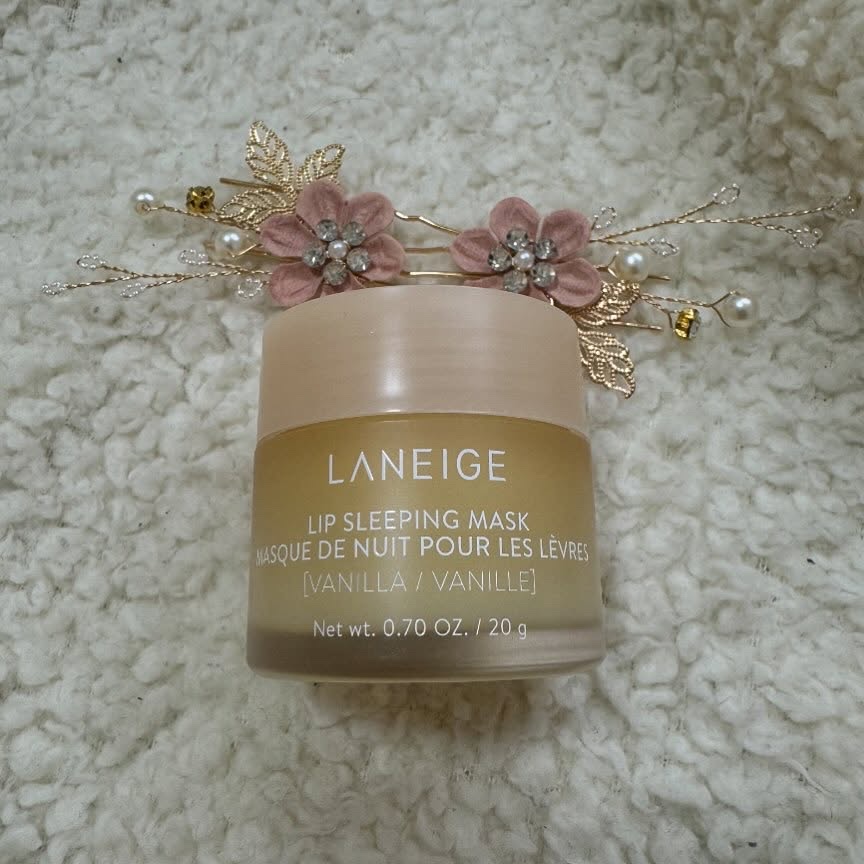 LANEIGE
LIP SLEEPING MASK
MASQUE DE NUIT POUR LES LÈVRES
[VANILLA / VANILLE]
Net wt. 0.70 OZ. / 20 g